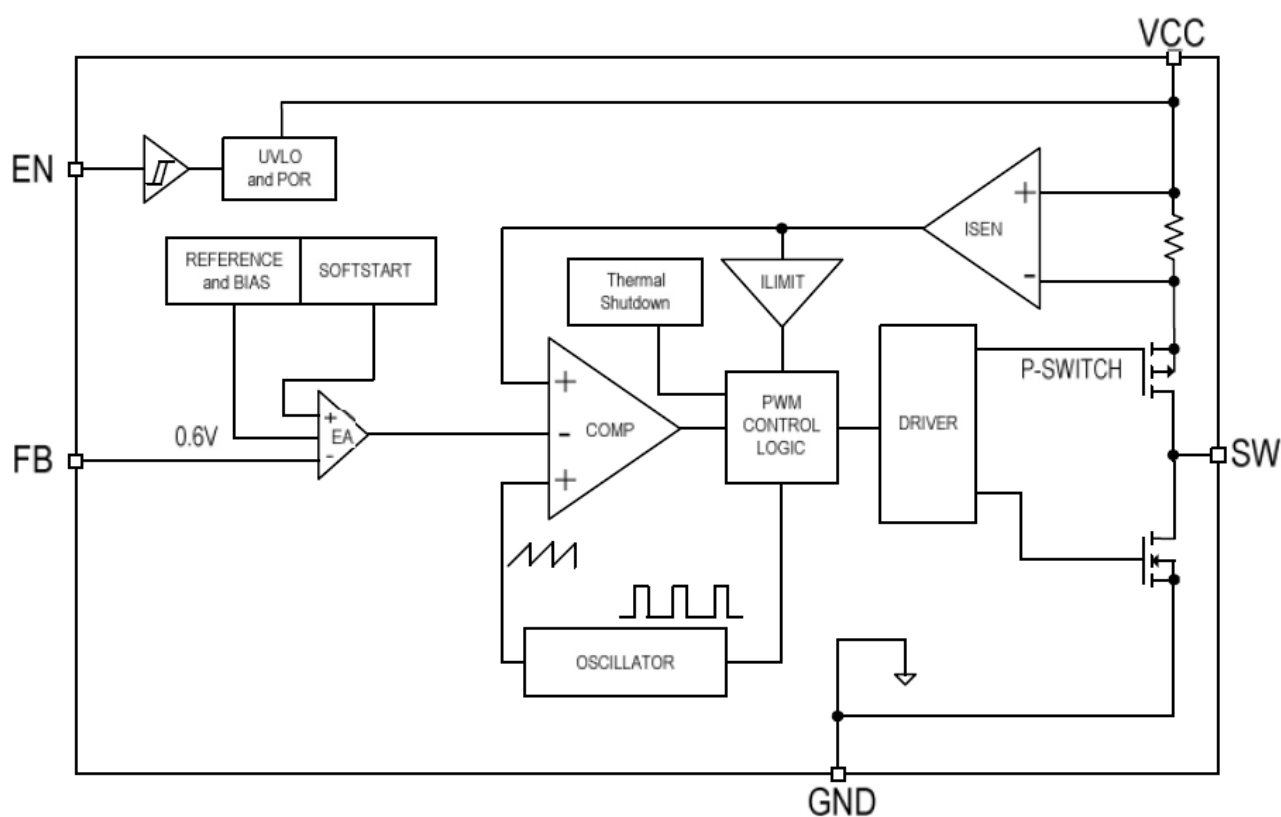 VCC
EN
UVLO
and POR
+
ISEN
-
REFERENCE
and BIAS
SOFTSTART
Thermal
Shutdown
ILIMIT
P-SWITCH
+
-
+
COMP
PWM
CONTROL
LOGIC
DRIVER
0.6V
+
EA
-
FB
SW
OSCILLATOR
GND